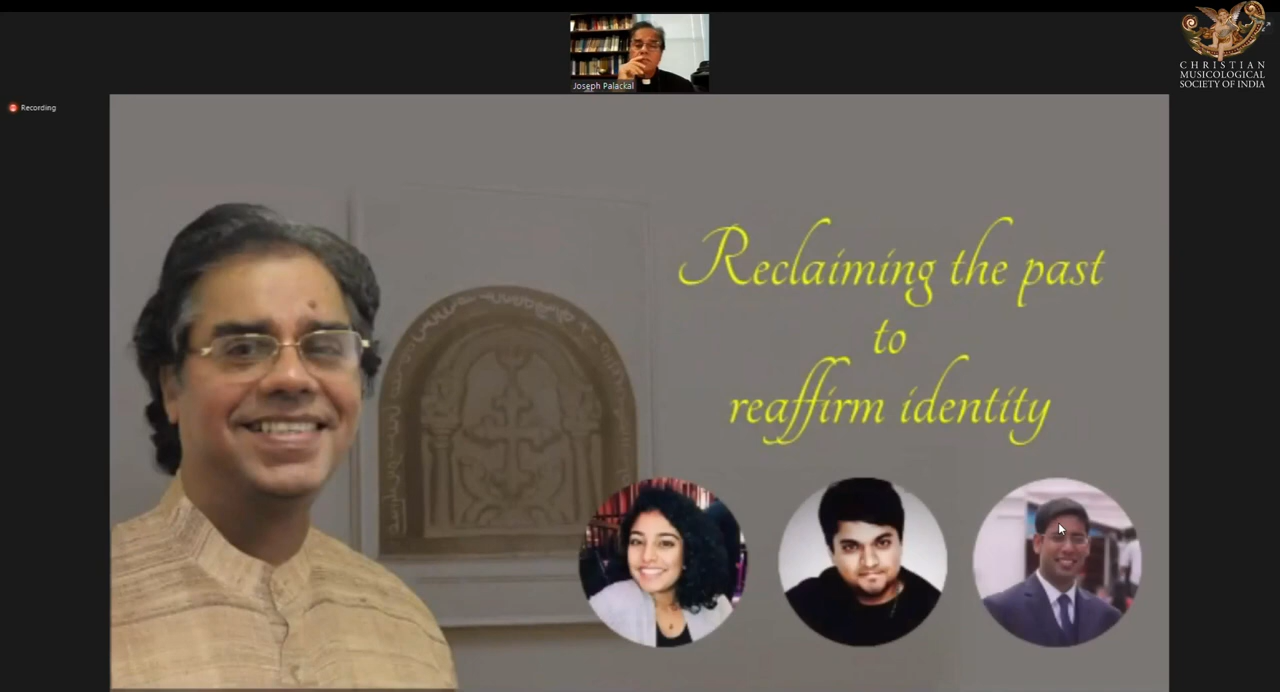 Joseph Palackal
CHRISTIAN
MUSICOLOGICAL
SOCIETY OF INDIA
Recording
Reclaiming the past
to
reaffirm identity